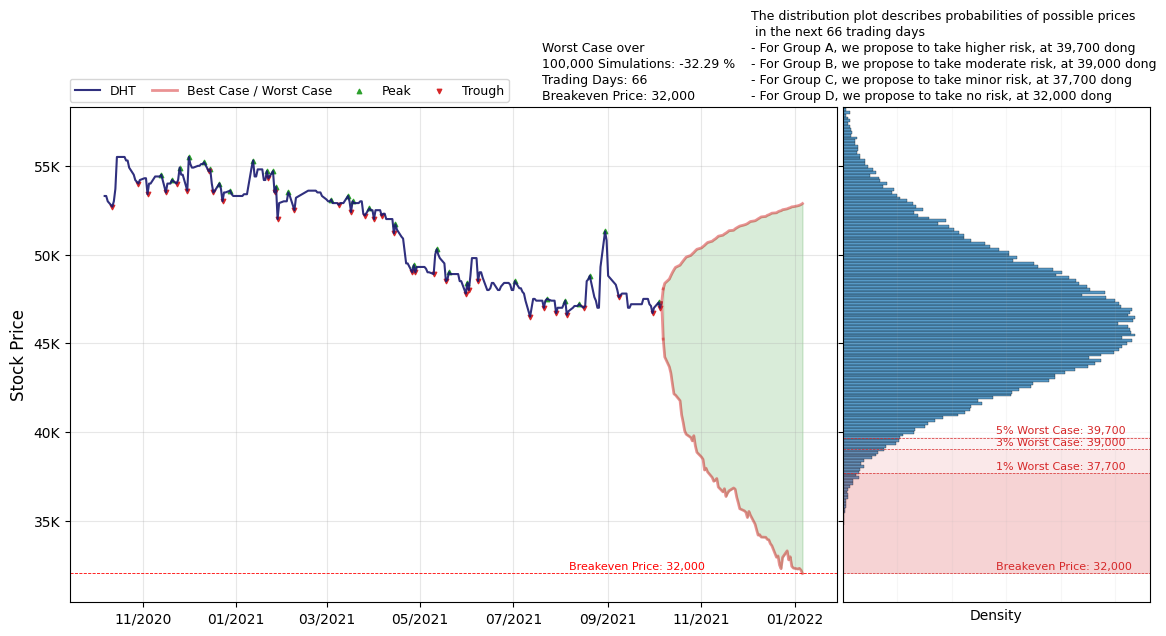 The distribution plot describes probabilities of possible prices
in the next 66 trading days
- For Group A, we propose to take higher risk, at 39,700 dong
- For Group B, we propose to take moderate risk, at 39,000 dong
- For Group C, we propose to take minor risk, at 37,700 dong
- For Group D, we propose to take no risk, at 32,000 dong
Worst Case over
100,000 Simulations: -32.29 %
Trading Days: 66
Breakeven Price: 32,000
DHT
Best Case / Worst Case
Peak
Trough
Stock Price
55K
50K
45K
40K
35K
Breakeven Price: 32,000
11/2020
01/2021
03/2021
05/2021
07/2021
09/2021
11/2021
01/2022
5% Worst Case: 39,700
3% Worst Case: 39,000
1% Worst Case: 37,700
Breakeven Price: 32,000
Density